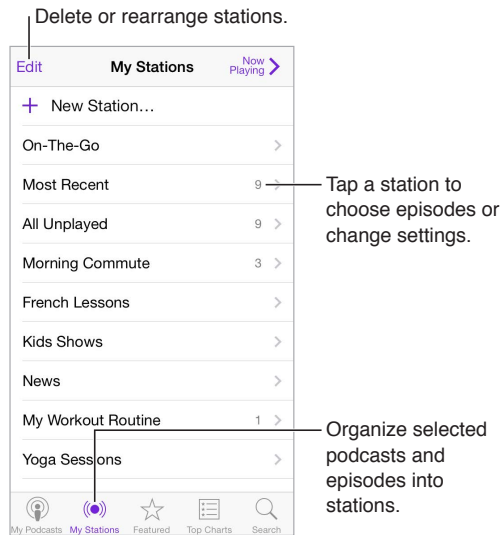 Delete or rearrange stations.
Edit My Stations Now Playing
New Station…
On-The-Go
Most Recent 9
Tap a station to
choose episodes or
change settings.
All Unplayed 9
Morning Commute 3
French Lessons
Kids Shows
News
My Workout Routine 1
Organize selected
podcasts and
episodes into
stations.
Yoga Sessions
My Podcasts My Stations Featured Top Charts Search